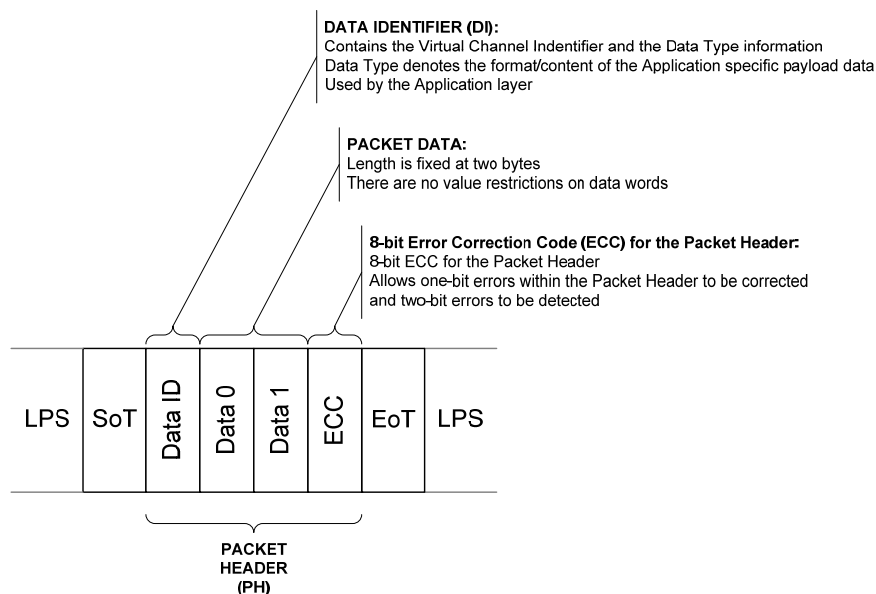 DATA IDENTIFIER (DI):
Contains the Virtual Channel Indentifier and the Data Type information
Data Type denotes the format/content of the Application specific payload data
Used by the Application layer
PACKET DATA:
Length is fixed at two bytes
There are no value restrictions on data words
8-bit Error Correction Code (ECC) for the Packet Header:
8-bit ECC for the Packet Header
Allows one-bit errors within the Packet Header to be corrected
and two-bit errors to be detected
LPS
SoT
Data ID
Data 0
Data 1
ECC
EoT
LPS
PACKET
HEADER
(PH)